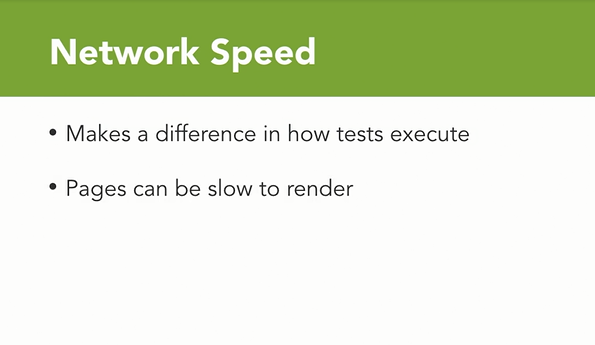 Network Speed
• Makes a difference in how tests execute
• Pages can be slow to render